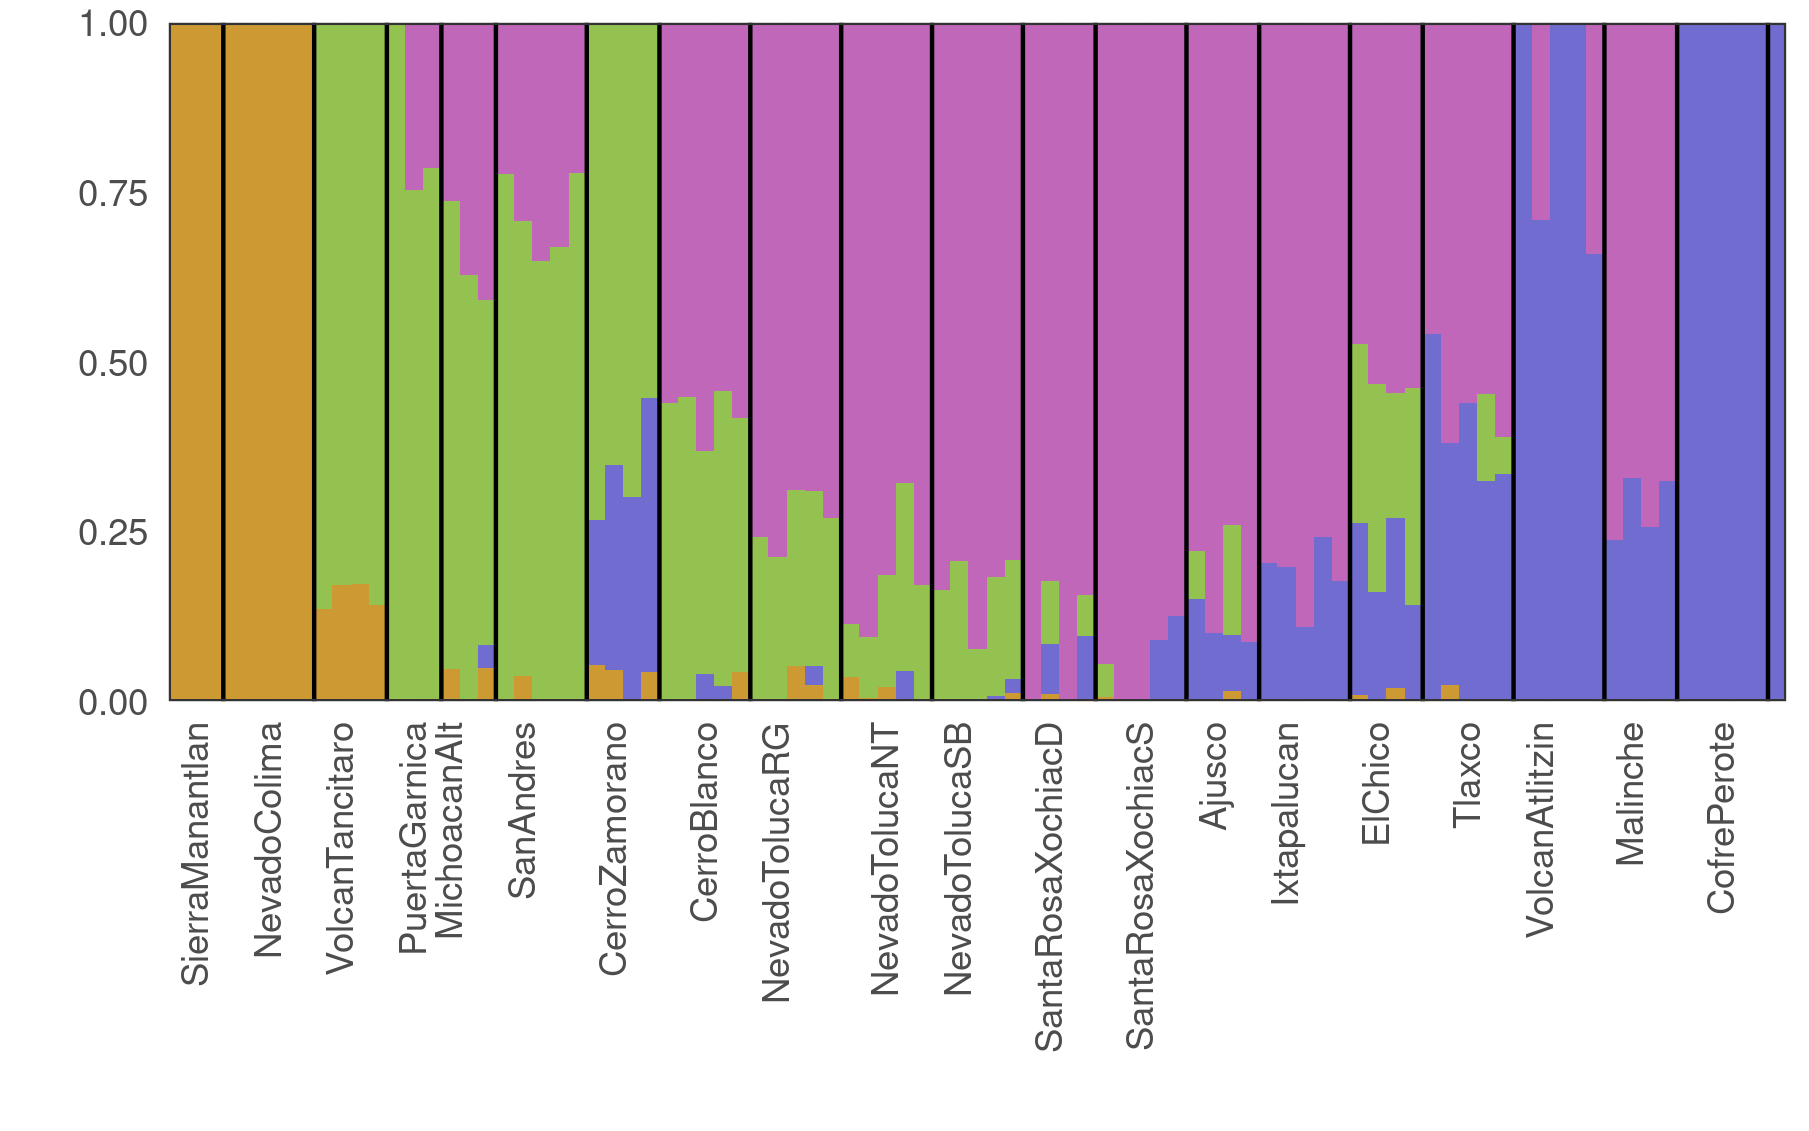 1.00
0.75
0.50
0.25
0.00
SierraManantlan
NevadoColima
VolcanTancitaro
PuertaGarnica
MichoacanAlt
SanAndres
CerroZamorano
CerroBlanco
NevadoTolucaRG
NevadoTolucaNT
NevadoTolucaSB
SantaRosaXochiacD
SantaRosaXochiacS
Ajusco
Ixtapalucan
ElChico
Tlaxco
VolcanAtlitzin
Malinche
CofrePerote